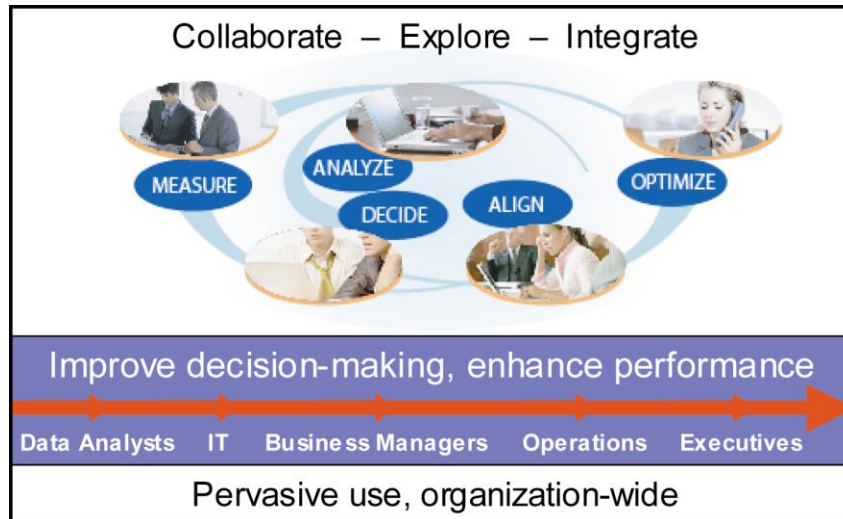 Collaborate – Explore – Integrate
MEASURE
ANALYZE
DECIDE
ALIGN
OPTIMIZE
Improve decision-making, enhance performance
Data Analysts IT Business Managers Operations Executives
Pervasive use, organization-wide